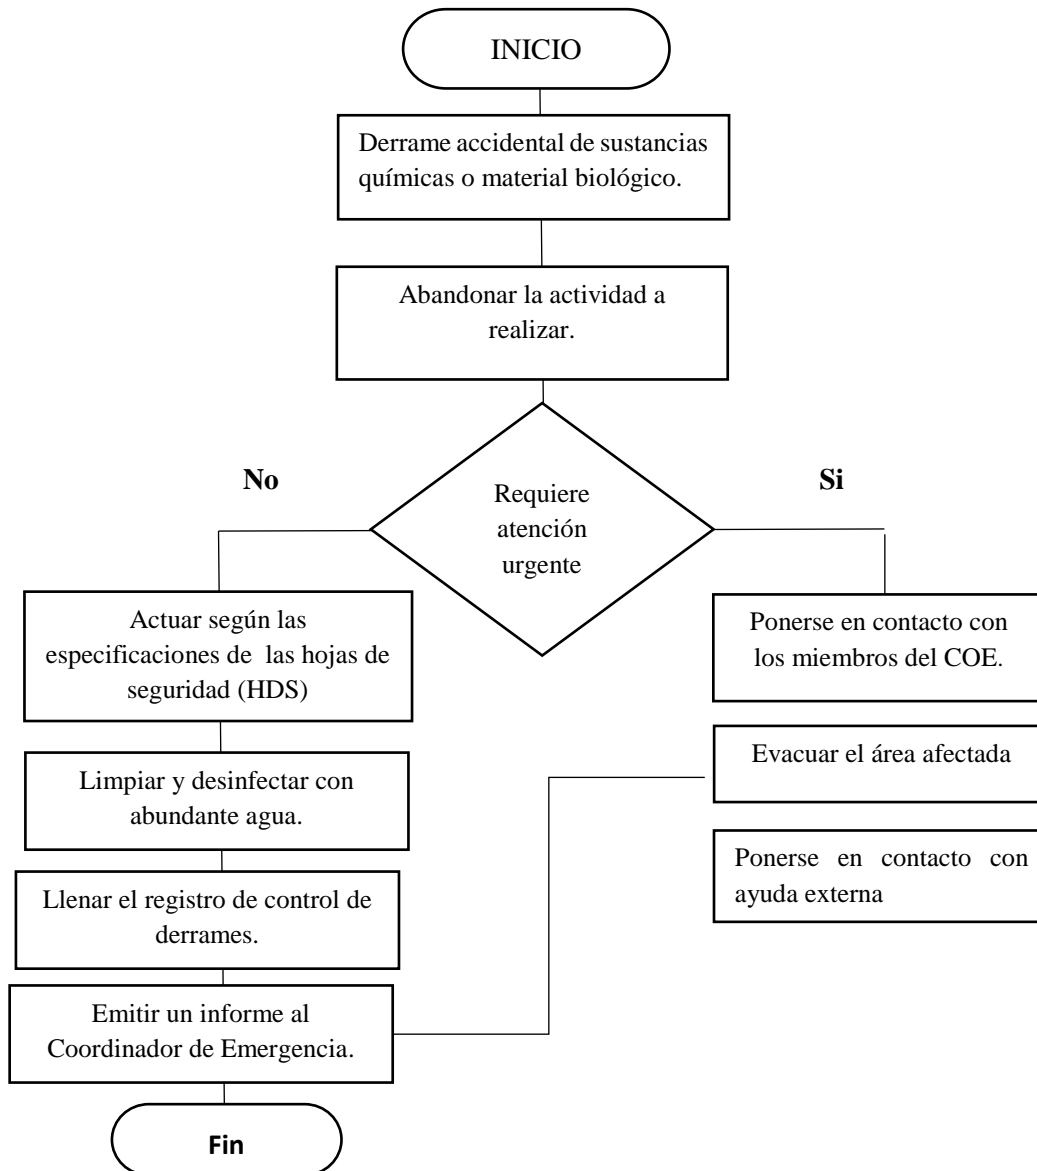 INICIO
Derrame accidental de sustancias
químicas o material biológico.
Abandonar la actividad a
realizar.
No
Si
Requiere
atención
urgente
Actuar según las
especificaciones de las hojas de
seguridad (HDS)
Limpiar y desinfectar con
abundante agua.
Llenar el registro de control de
derrames.
Emitir un informe al
Coordinador de Emergencia.
Fin
Ponerse en contacto con
los miembros del COE.
Evacuar el área afectada
Ponerse en contacto con
ayuda externa